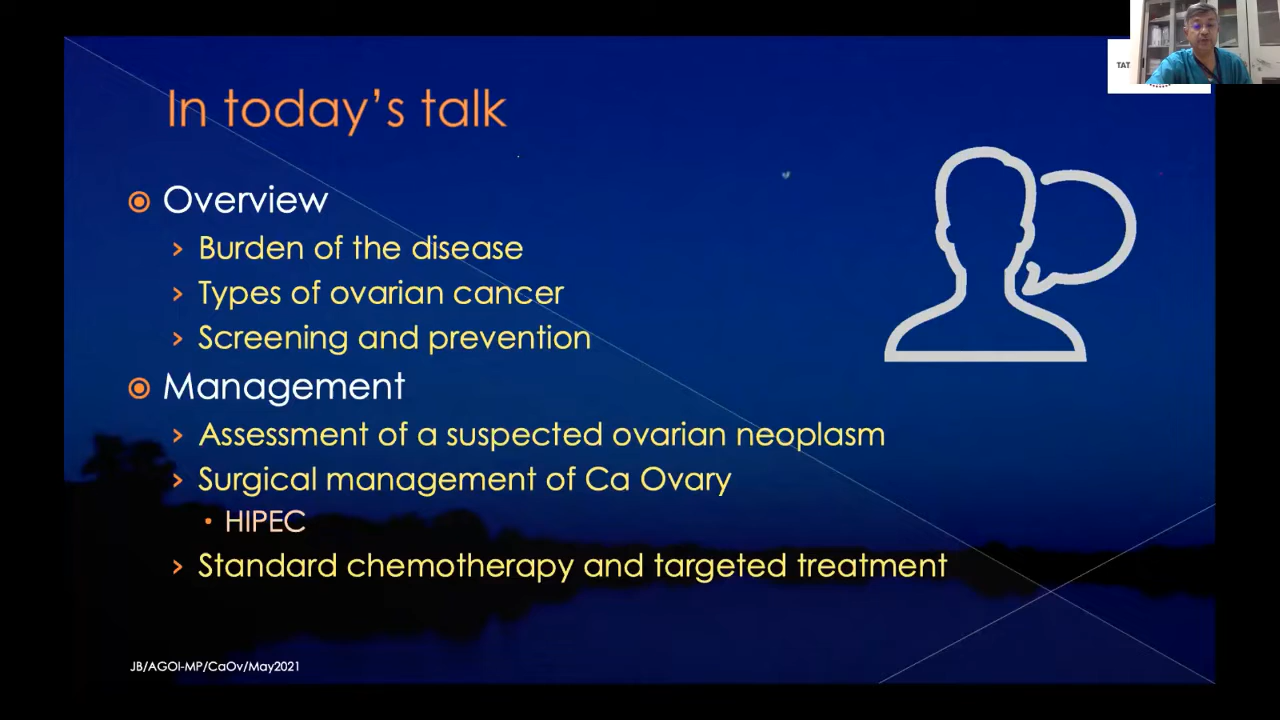 TAT
In today's talk
Overview
Burden of the disease
Types of ovarian cancer
Screening and prevention
Management
Assessment of a suspected ovarian neoplasm
Surgical management of Ca Ovary
HIPEC
Standard chemotherapy and targeted treatment
JB/AGOI-MP/CaOv/May2021